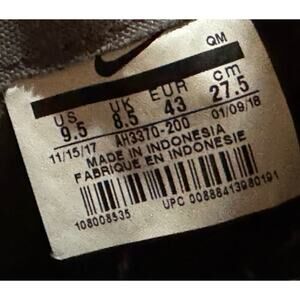 QM
US UK EUR cm
9.5 8.5 43 27.5
11/15/17 AH3370-200 01/09/18
MADE IN INDONESIA
FABRIQUE EN INDONESIE
108008535 UPC 00888413980191